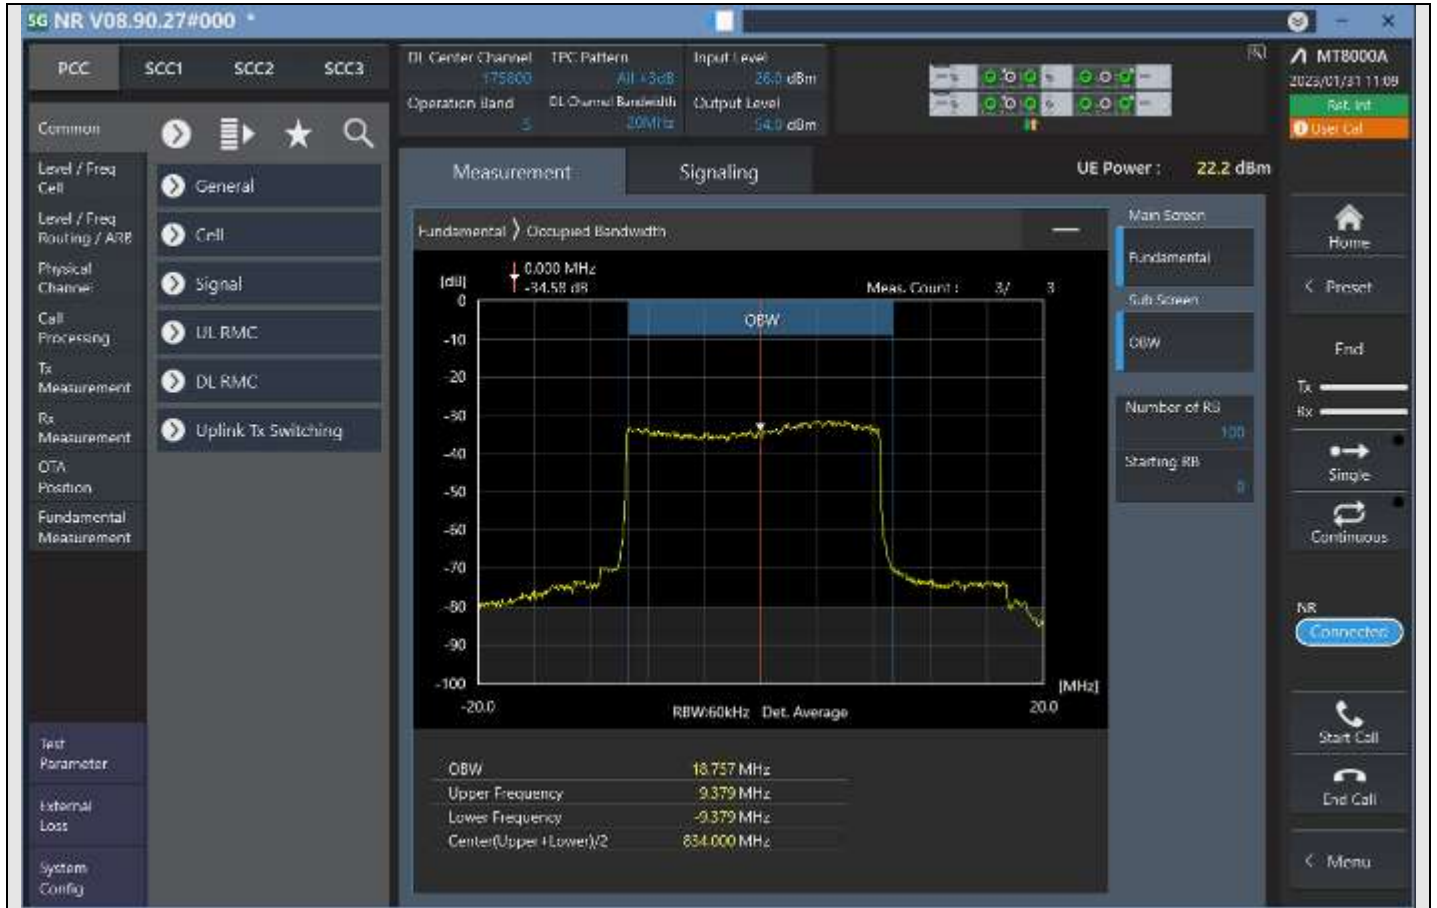 SG NR V08.90.27#000 *
PCC SCC1 SCC2 SCC3
Common
Level / Freq
Cell
Level / Freq
Routing / ARB
Physical
Channel
Call
Processing
Tx
Measurement
Rx
Measurement
OTA
Position
Fundamental
Measurement
Test
Parameter
External
Loss
System
Config
General
Cell
Signal
UL RMC
DL RMC
Uplink Tx Switching
DL Center Channel TPC Pattern Input Level
175800 All +3dB 26.0 dBm
Operation Band DL Channel Bandwidth Output Level
5 20MHz 54.0 dBm
Measurement Signaling
UE Power : 22.2 dBm
Fundamental > Occupied Bandwidth
0.000 MHz
[dB] -34.58 dB Meas. Count : 3/ 3
OBW
0
-10
-20
-30
-40
-50
-60
-70
-80
-90
-100
[MHz]
-20.0 RBW:60kHz Det. Average 20.0
OBW 18.757 MHz
Upper Frequency 9.379 MHz
Lower Frequency -9.379 MHz
Center(Upper+Lower)/2 834.000 MHz
Main Screen
Fundamental
Sub Screen
OBW
Number of RB
100
Starting RB
0
MT8000A
2023/01/31 11:09
Ref. Int
User Cal
Home
< Preset
End
Tx
Rx
Single
Continuous
NR
Connected
Start Call
End Call
< Menu